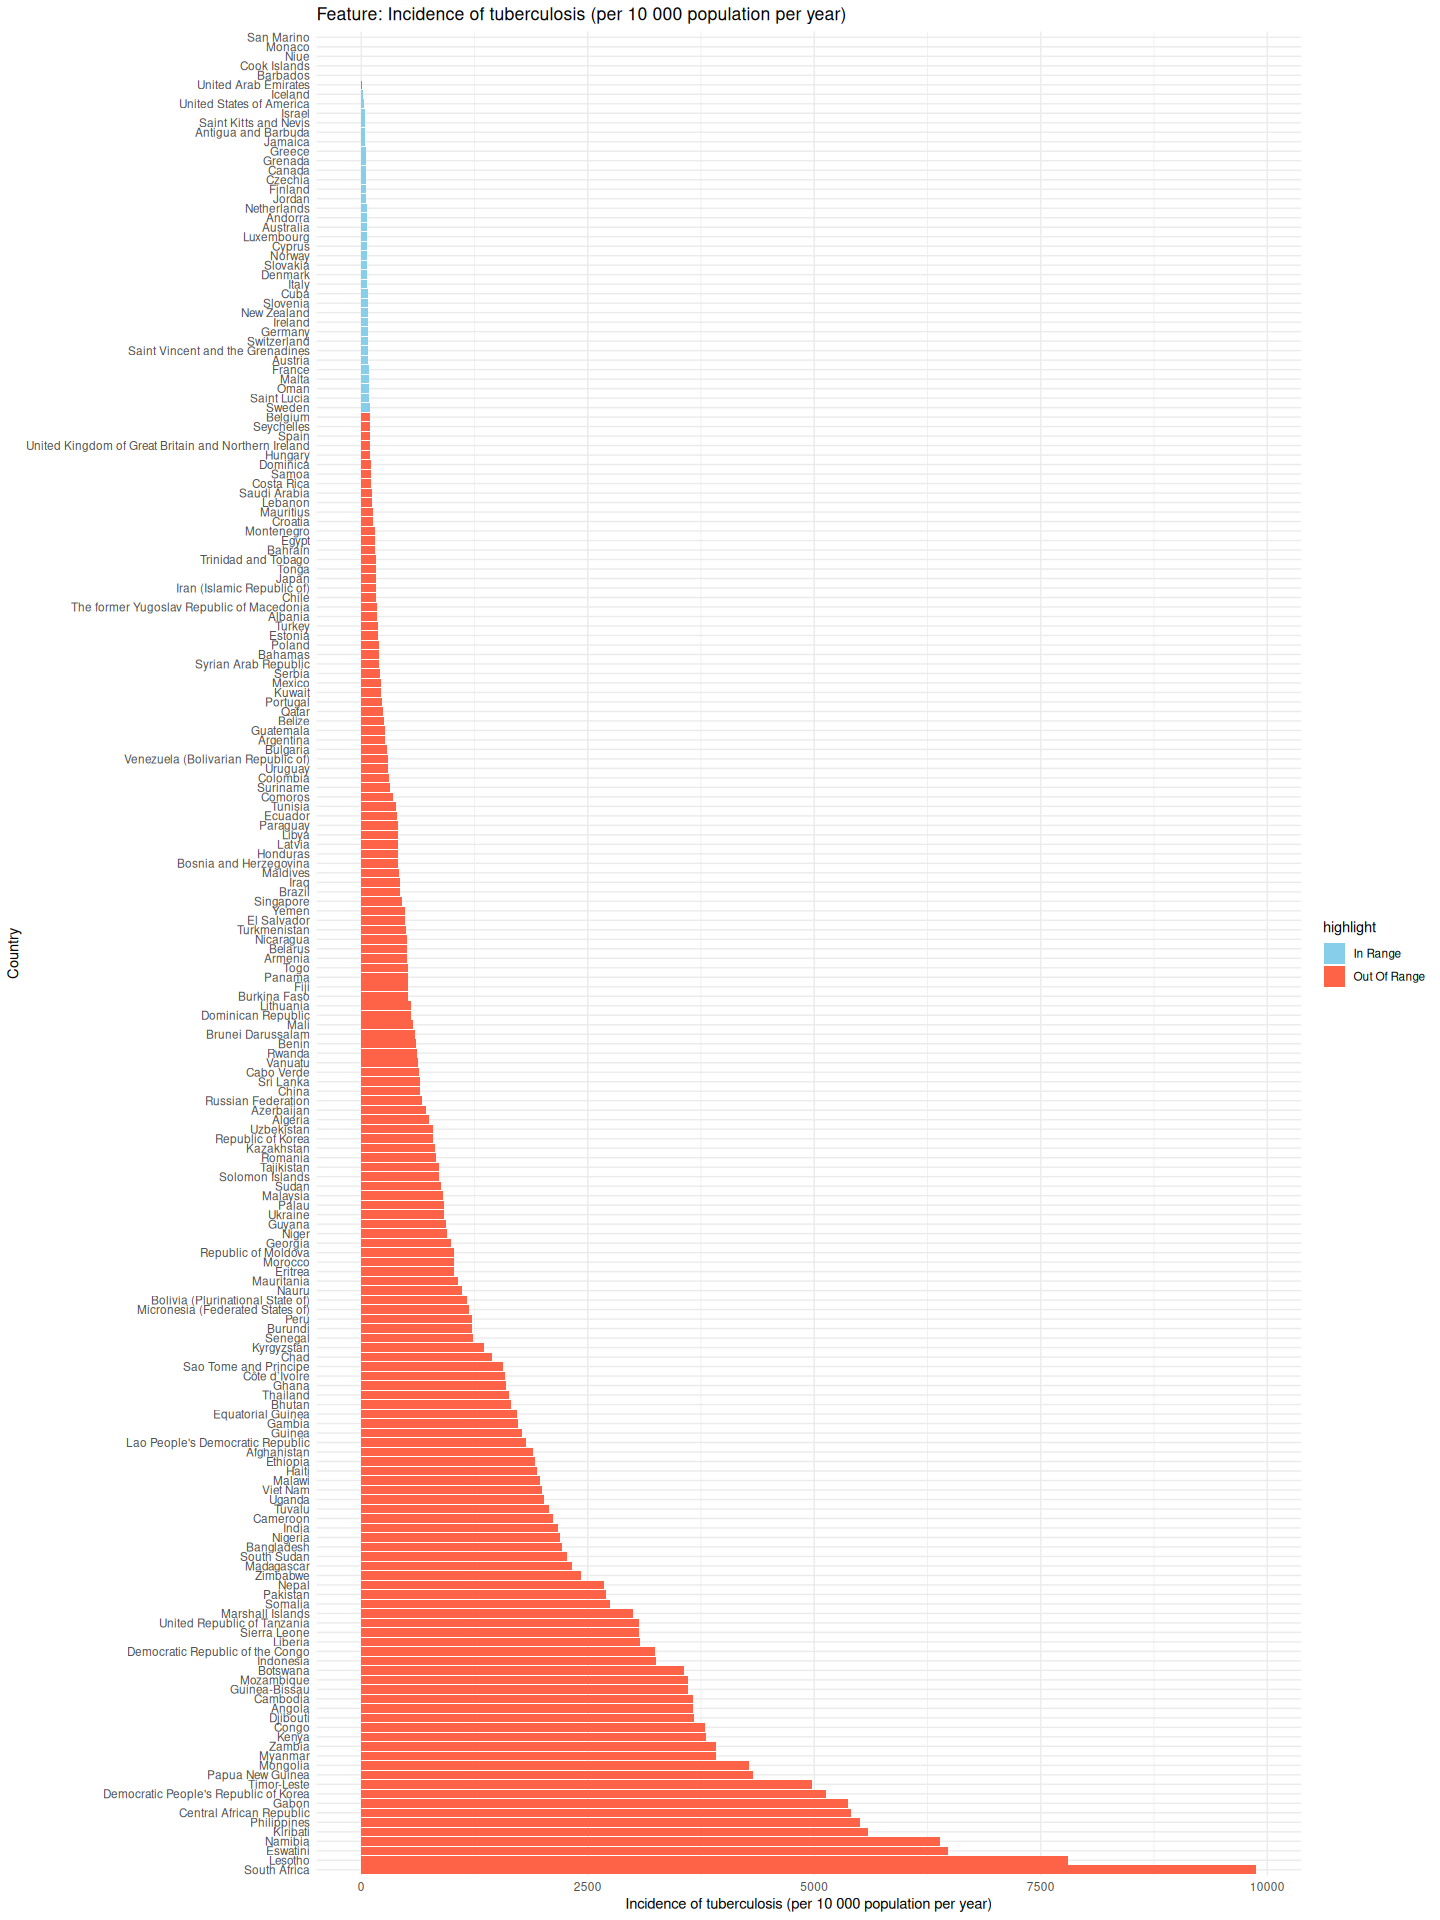 Feature: Incidence of tuberculosis (per 10 000 population per year)
San Marino
Monaco
Niue
Cook Islands
Barbados
United Arab Emirates
Iceland
United States of America
Israel
Saint Kitts and Nevis
Antigua and Barbuda
Jamaica
Greece
Grenada
Canada
Czechia
Finland
Jordan
Netherlands
Andorra
Australia
Luxembourg
Cyprus
Norway
Slovakia
Denmark
Italy
Cuba
Slovenia
New Zealand
Ireland
Germany
Switzerland
Saint Vincent and the Grenadines
Austria
France
Malta
Oman
Saint Lucia
Sweden
Belgium
Seychelles
Spain
United Kingdom of Great Britain and Northern Ireland
Hungary
Dominica
Samoa
Costa Rica
Saudi Arabia
Lebanon
Mauritius
Croatia
Montenegro
Egypt
Bahrain
Trinidad and Tobago
Tonga
Japan
Iran (Islamic Republic of)
Chile
The former Yugoslav Republic of Macedonia
Albania
Turkey
Estonia
Poland
Bahamas
Syrian Arab Republic
Serbia
Mexico
Kuwait
Portugal
Qatar
Belize
Guatemala
Argentina
Bulgaria
Venezuela (Bolivarian Republic of)
Uruguay
Colombia
Suriname
Comoros
Tunisia
Ecuador
Paraguay
Libya
Latvia
Honduras
Bosnia and Herzegovina
Maldives
Iraq
Brazil
Singapore
Yemen
El Salvador
Turkmenistan
Nicaragua
Belarus
Armenia
Togo
Panama
Fiji
Burkina Faso
Lithuania
Dominican Republic
Mali
Brunei Darussalam
Benin
Rwanda
Vanuatu
Cabo Verde
Sri Lanka
China
Russian Federation
Azerbaijan
Algeria
Uzbekistan
Republic of Korea
Kazakhstan
Romania
Tajikistan
Solomon Islands
Sudan
Malaysia
Palau
Ukraine
Guyana
Niger
Georgia
Republic of Moldova
Morocco
Eritrea
Mauritania
Nauru
Bolivia (Plurinational State of)
Micronesia (Federated States of)
Peru
Burundi
Senegal
Kyrgyzstan
Chad
Sao Tome and Principe
Côte d'Ivoire
Ghana
Thailand
Bhutan
Equatorial Guinea
Gambia
Guinea
Lao People's Democratic Republic
Afghanistan
Ethiopia
Haiti
Malawi
Viet Nam
Uganda
Tuvalu
Cameroon
India
Nigeria
Bangladesh
South Sudan
Madagascar
Zimbabwe
Nepal
Pakistan
Somalia
Marshall Islands
United Republic of Tanzania
Sierra Leone
Liberia
Democratic Republic of the Congo
Indonesia
Botswana
Mozambique
Guinea-Bissau
Cambodia
Angola
Djibouti
Congo
Kenya
Zambia
Myanmar
Mongolia
Papua New Guinea
Timor-Leste
Democratic People's Republic of Korea
Gabon
Central African Republic
Philippines
Kiribati
Namibia
Eswatini
Lesotho
South Africa
Country
0 2500 5000 7500 10000
Incidence of tuberculosis (per 10 000 population per year)
highlight
In Range
Out Of Range